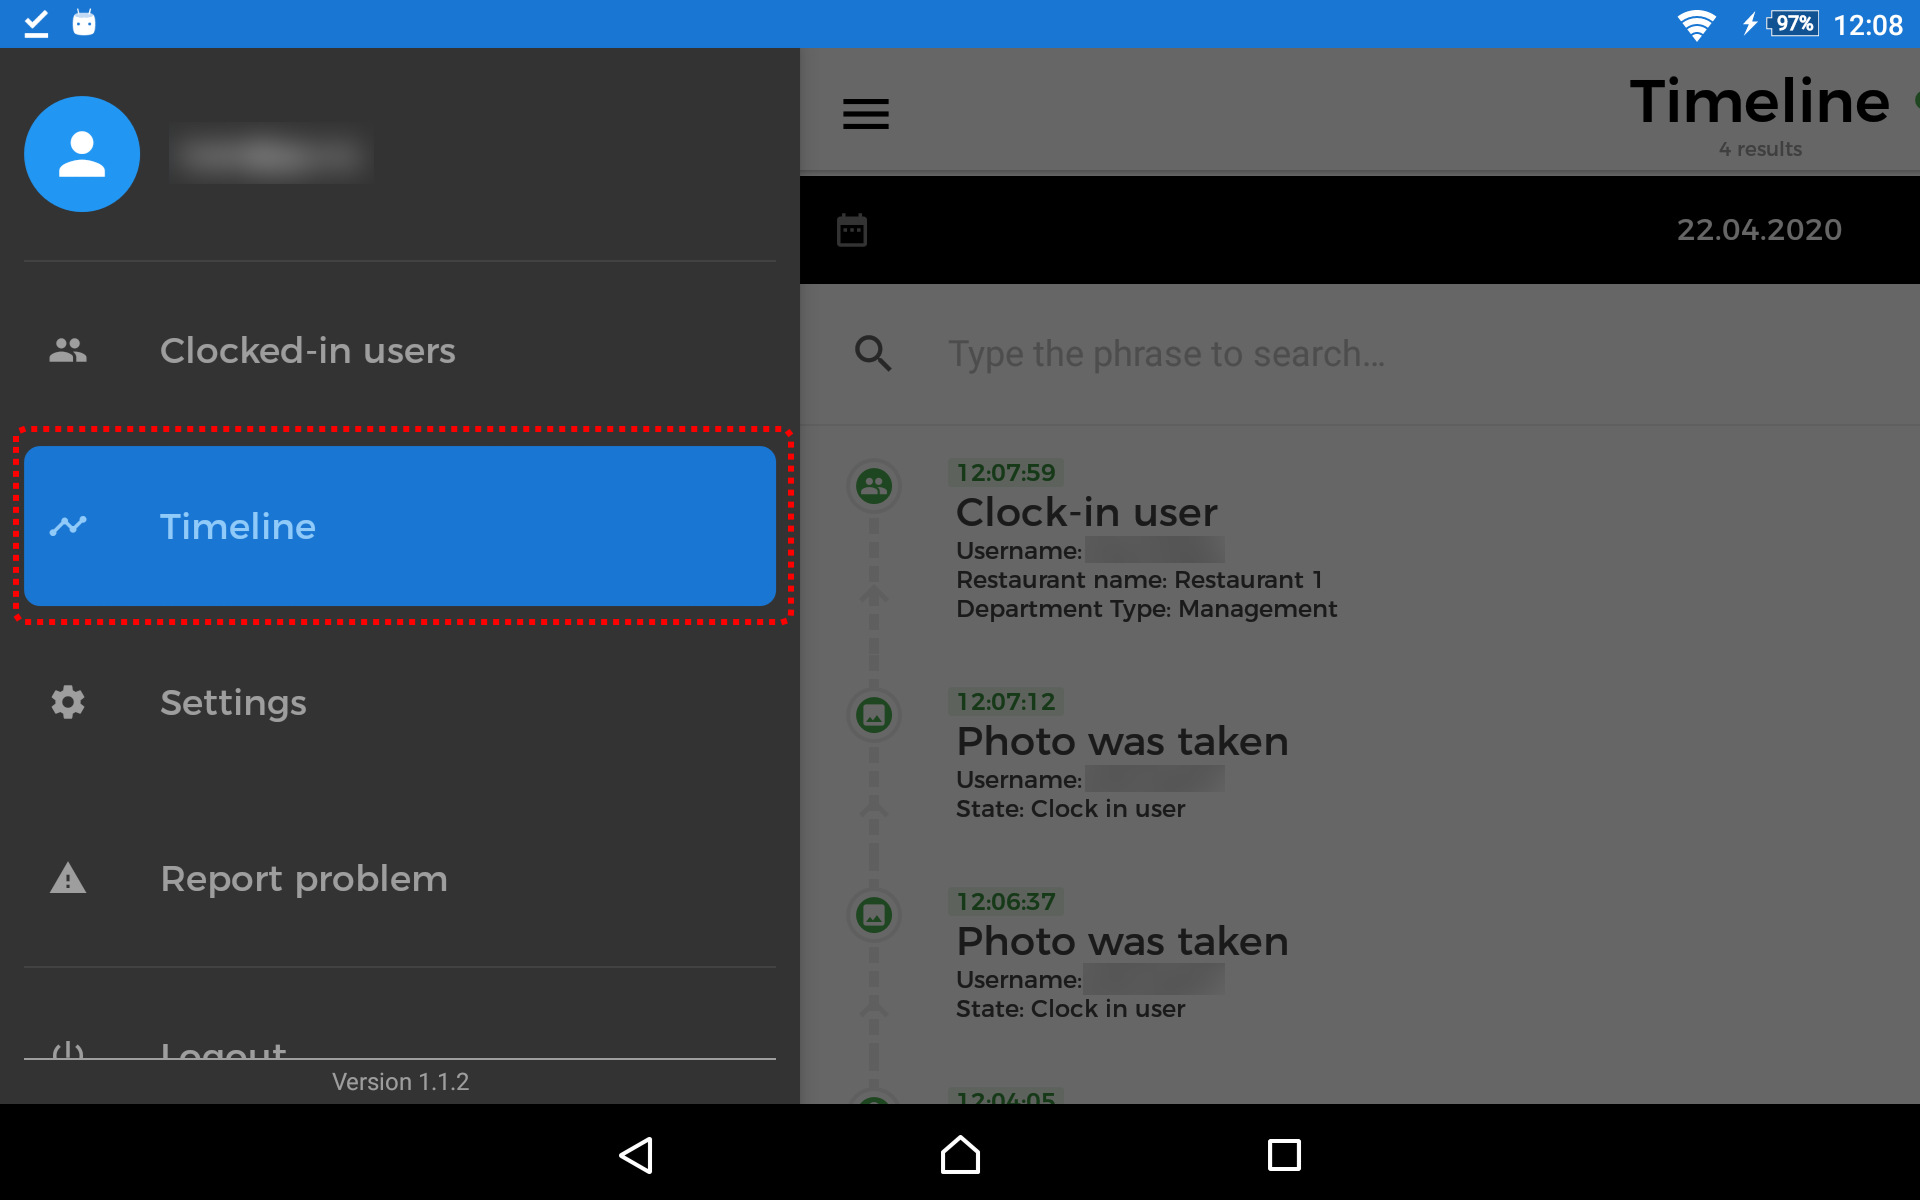 97% 12:08
Clocked-in users
Timeline
Settings
Report problem
Logout
Version 1.1.2
Timeline
4 results
22.04.2020
Type the phrase to search...
12:07:59
Clock-in user
Username:
Restaurant name: Restaurant 1
Department Type: Management
12:07:12
Photo was taken
Username:
State: Clock in user
12:06:37
Photo was taken
Username:
State: Clock in user
12:04:05